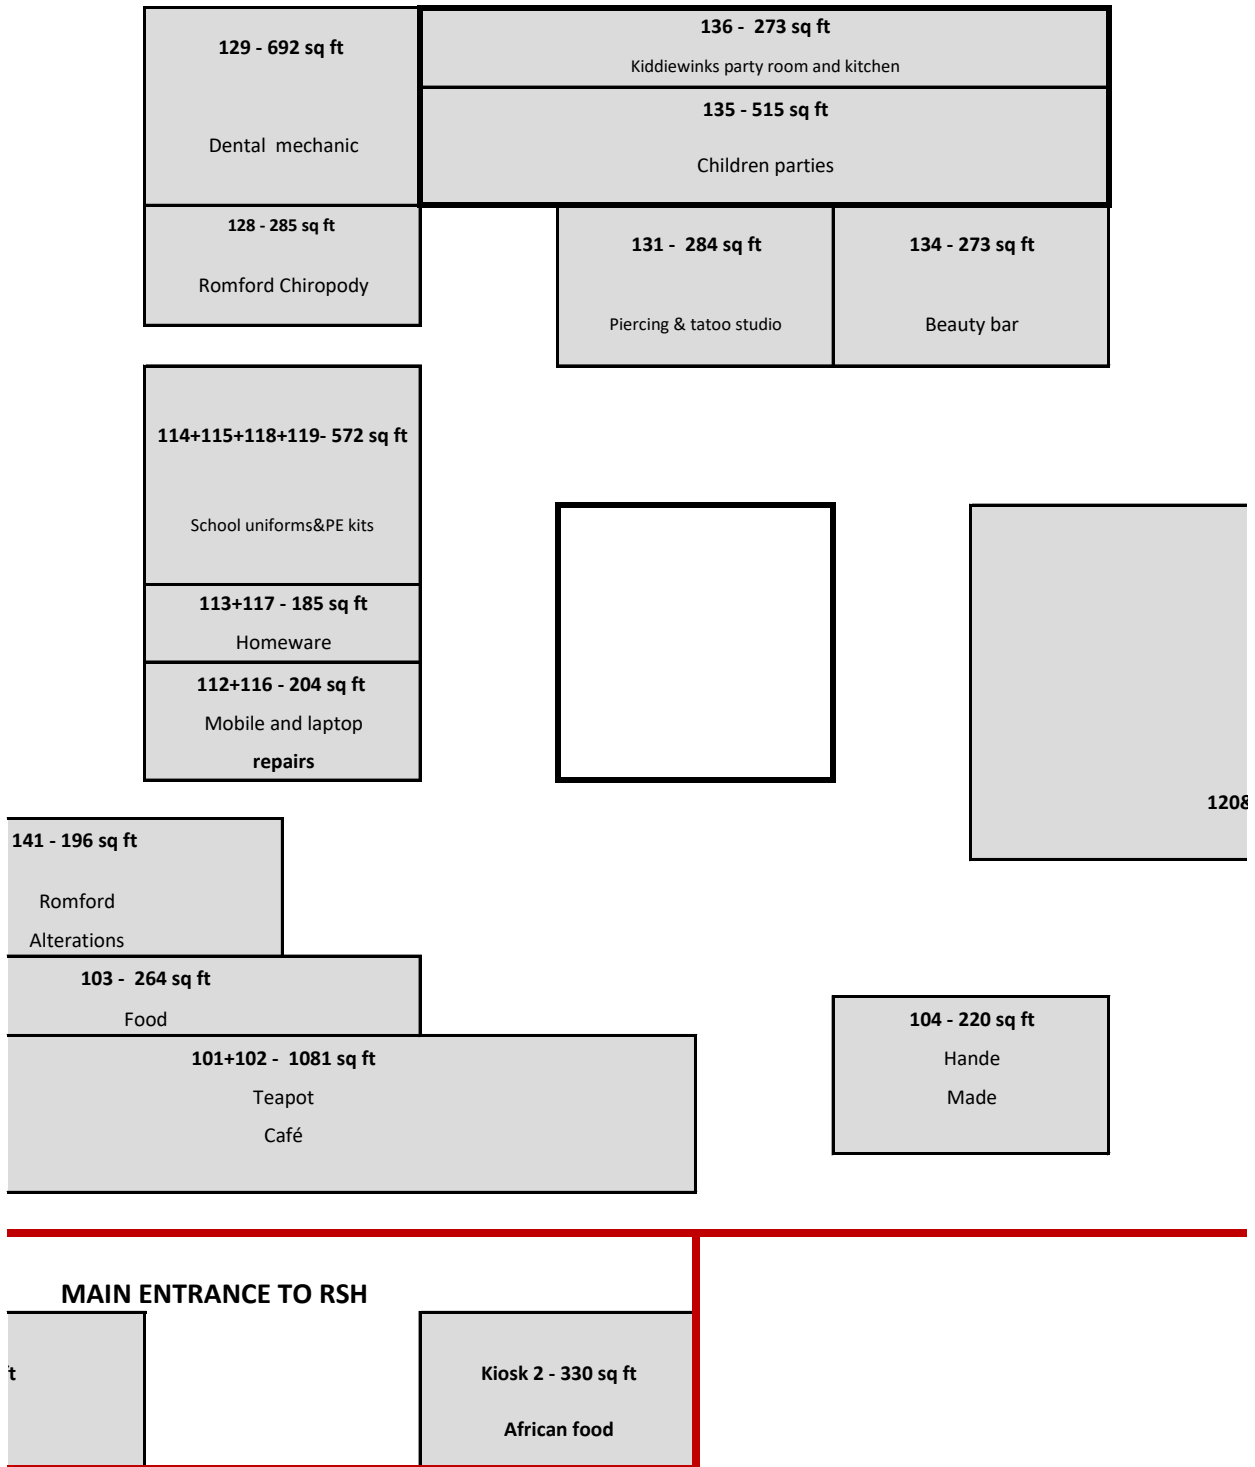 129 - 692 sq ft
Dental  mechanic
136 -  273 sq ft
Kiddiewinks party room and kitchen
135 - 515 sq ft
Children parties
128 - 285 sq ft
Romford Chiropody
131 -  284 sq ft
Piercing & tatoo studio
134 - 273 sq ft
Beauty bar
114+115+118+119- 572 sq ft
School uniforms&PE kits
113+117 - 185 sq ft
Homeware
112+116 - 204 sq ft
Mobile and laptop
repairs
120&
141 - 196 sq ft
Romford
Alterations
103 -  264 sq ft
Food
101+102 -  1081 sq ft
Teapot
Café
104 - 220 sq ft
Hande
Made
MAIN ENTRANCE TO RSH
ft
Kiosk 2 - 330 sq ft
African food